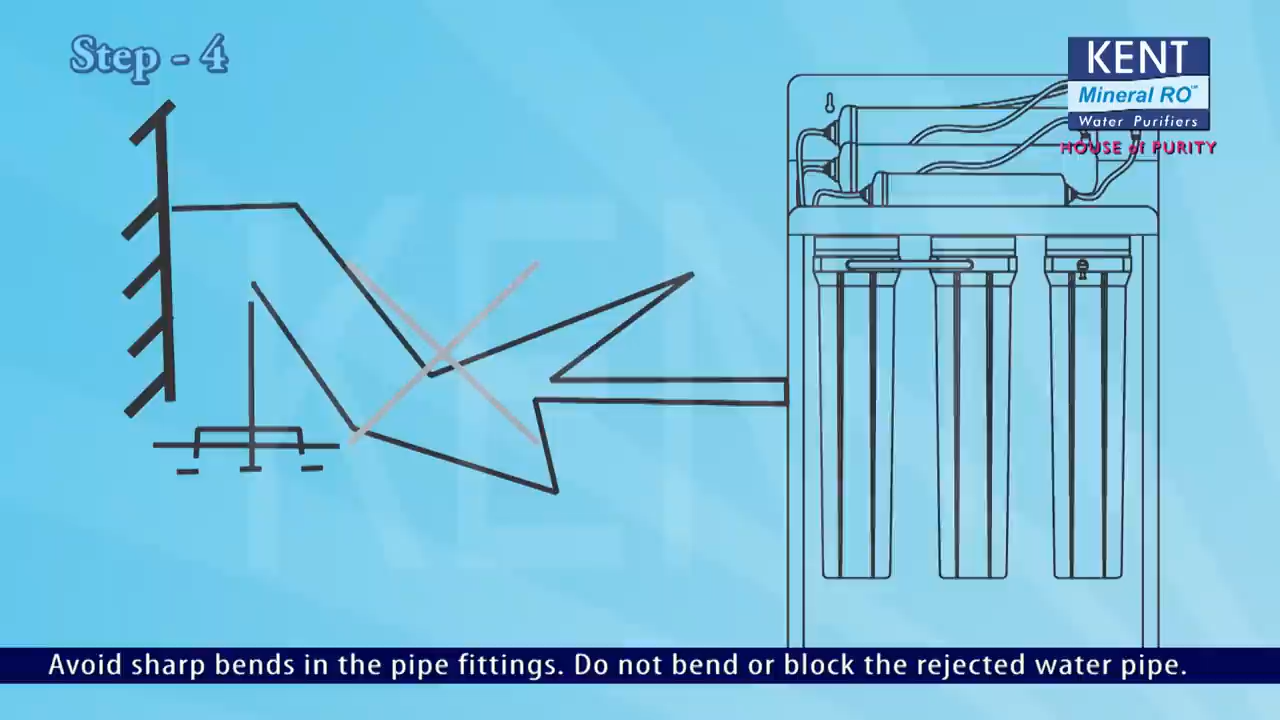 Step - 4
KENT
Mineral RO™
Water Purifiers
HOUSE of PURITY
KENT
Avoid sharp bends in the pipe fittings. Do not bend or block the rejected water pipe.